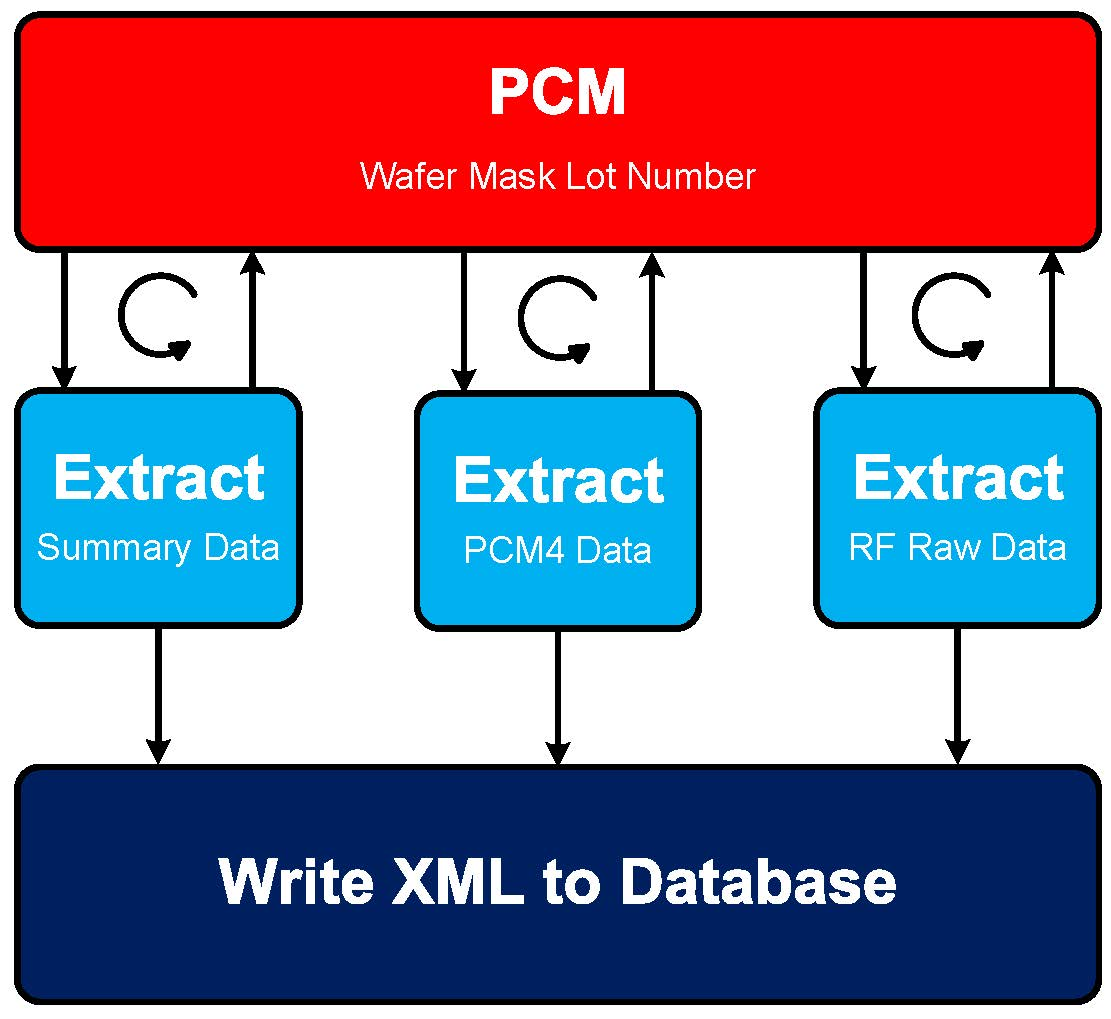 PCM
Wafer Mask Lot Number
Extract
Summary Data
Extract
PCM4 Data
Extract
RF Raw Data
Write XML to Database